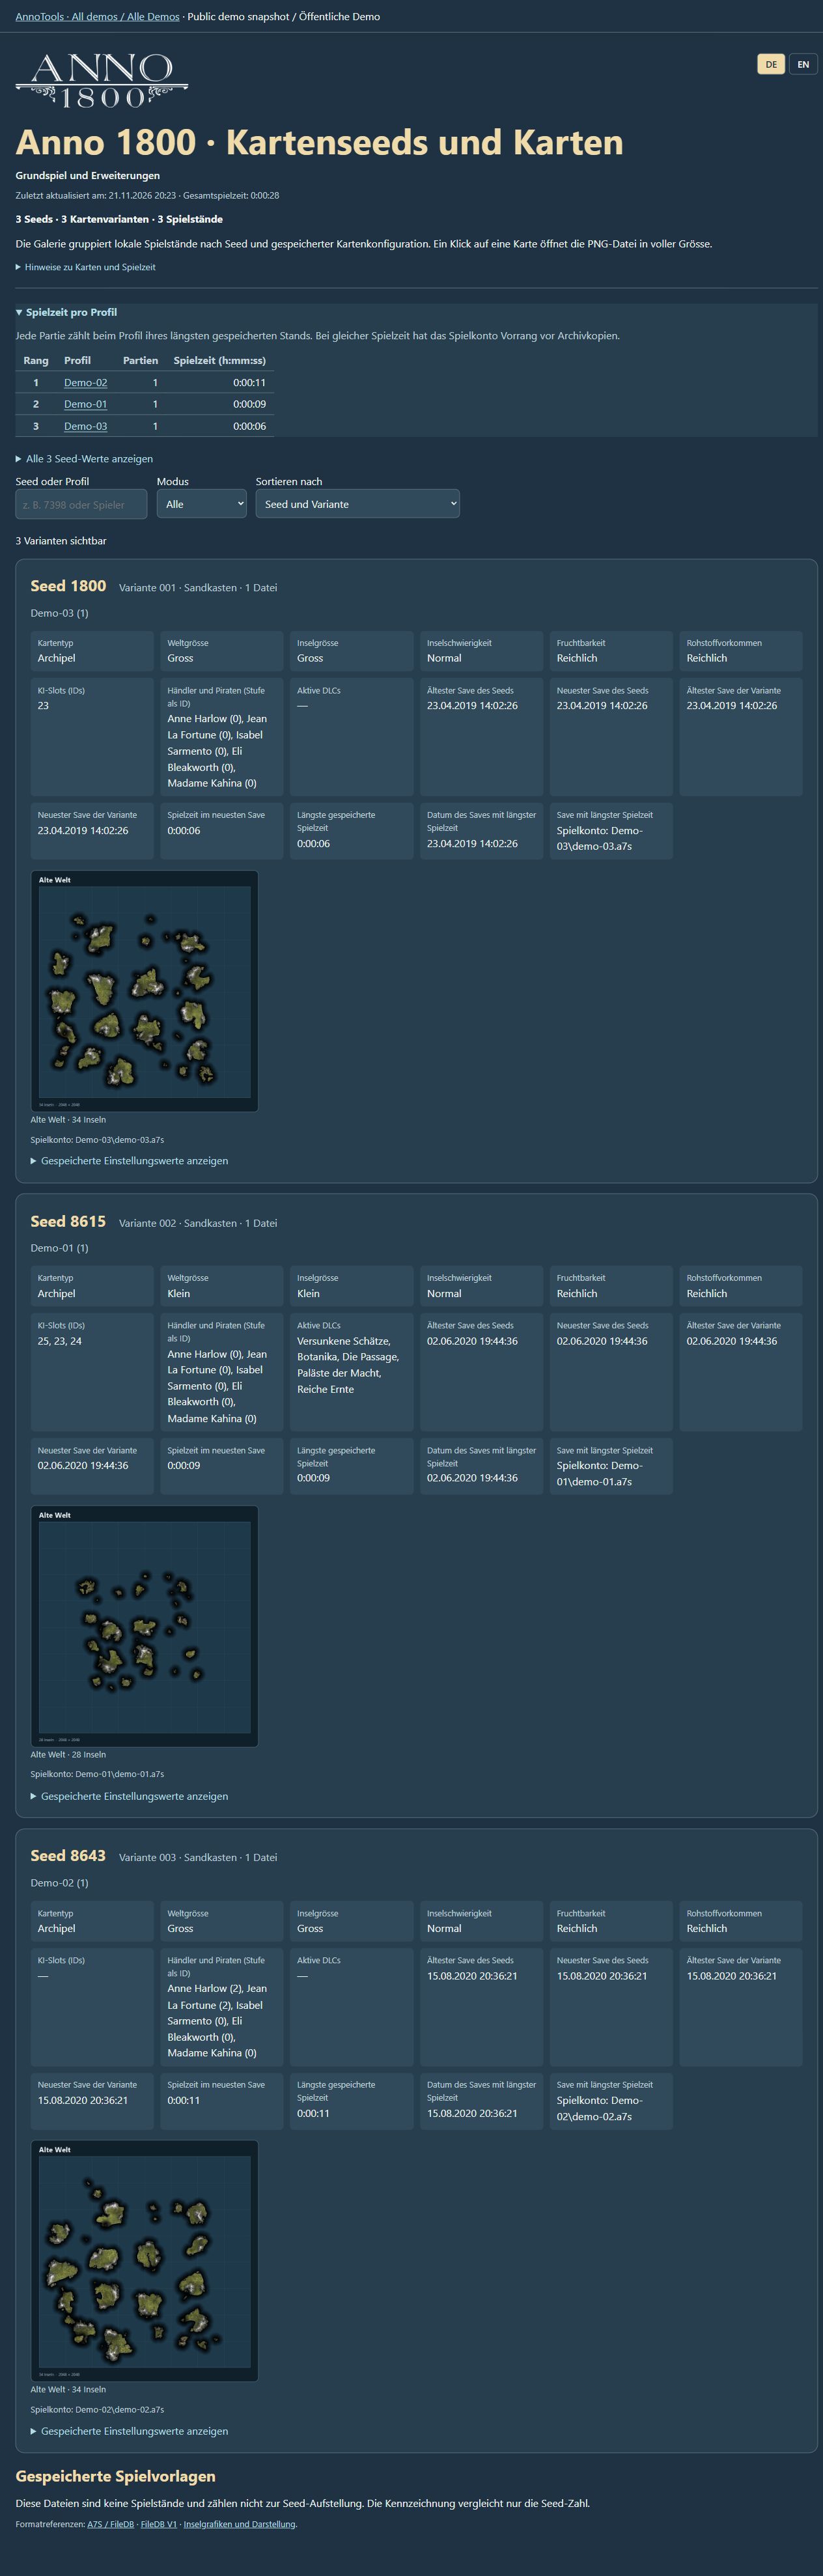 AnnoTools · All demos / Alle Demos · Public demo snapshot / Öffentliche Demo
ANNO
1800
DE EN
Anno 1800 · Kartenseeds und Karten
Grundspiel und Erweiterungen
Zuletzt aktualisiert am: 21.11.2026 20:23 · Gesamtspielzeit: 0:00:28
3 Seeds · 3 Kartenvarianten · 3 Spielstände
Die Galerie gruppiert lokale Spielstände nach Seed und gespeicherter Kartenkonfiguration. Ein Klick auf eine Karte öffnet die PNG-Datei in voller Grösse.
▶ Hinweise zu Karten und Spielzeit
▼ Spielzeit pro Profil
Jede Partie zählt beim Profil ihres längsten gespeicherten Stands. Bei gleicher Spielzeit hat das Spielkonto Vorrang vor Archivkopien.
Rang Profil Partien Spielzeit (h:mm:ss)
1 Demo-02 1 0:00:11
2 Demo-01 1 0:00:09
3 Demo-03 1 0:00:06
▶ Alle 3 Seed-Werte anzeigen
Seed oder Profil Modus Sortieren nach
z. B. 7398 oder Spieler Alle Seed und Variante
3 Varianten sichtbar
Seed 1800 Variante 001 · Sandkasten · 1 Datei
Demo-03 (1)
Kartentyp Weltgrösse Inselgrösse Inselschwierigkeit Fruchtbarkeit Rohstoffvorkommen
Archipel Gross Gross Normal Reichlich Reichlich
KI-Slots (IDs)
23
Händler und Piraten (Stufe
als ID)
Anne Harlow (0), Jean
La Fortune (0), Isabel
Sarmento (0), Eli
Bleakworth (0),
Madame Kahina (0)
Aktive DLCs
—
Ältester Save des Seeds
23.04.2019 14:02:26
Neuester Save des Seeds
23.04.2019 14:02:26
Ältester Save der Variante
23.04.2019 14:02:26
Neuester Save der Variante
23.04.2019 14:02:26
Spielzeit im neuesten Save
0:00:06
Längste gespeicherte
Spielzeit
0:00:06
Datum des Saves mit längster
Spielzeit
23.04.2019 14:02:26
Save mit längster Spielzeit
Spielkonto: Demo-
03\demo-03.a7s
Alte Welt
Alte Welt · 34 Inseln
Spielkonto: Demo-03\demo-03.a7s
▶ Gespeicherte Einstellungswerte anzeigen
Seed 8615 Variante 002 · Sandkasten · 1 Datei
Demo-01 (1)
Kartentyp Weltgrösse Inselgrösse Inselschwierigkeit Fruchtbarkeit Rohstoffvorkommen
Archipel Klein Klein Normal Reichlich Reichlich
KI-Slots (IDs)
25, 23, 24
Händler und Piraten (Stufe
als ID)
Anne Harlow (0), Jean
La Fortune (0), Isabel
Sarmento (0), Eli
Bleakworth (0),
Madame Kahina (0)
Aktive DLCs
Versunkene Schätze,
Botanika, Die Passage,
Paläste der Macht,
Reiche Ernte
Ältester Save des Seeds
02.06.2020 19:44:36
Neuester Save des Seeds
02.06.2020 19:44:36
Ältester Save der Variante
02.06.2020 19:44:36
Neuester Save der Variante
02.06.2020 19:44:36
Spielzeit im neuesten Save
0:00:09
Längste gespeicherte
Spielzeit
0:00:09
Datum des Saves mit längster
Spielzeit
02.06.2020 19:44:36
Save mit längster Spielzeit
Spielkonto: Demo-
01\demo-01.a7s
Alte Welt
Alte Welt · 28 Inseln
Spielkonto: Demo-01\demo-01.a7s
▶ Gespeicherte Einstellungswerte anzeigen
Seed 8643 Variante 003 · Sandkasten · 1 Datei
Demo-02 (1)
Kartentyp Weltgrösse Inselgrösse Inselschwierigkeit Fruchtbarkeit Rohstoffvorkommen
Archipel Gross Gross Normal Reichlich Reichlich
KI-Slots (IDs)
—
Händler und Piraten (Stufe
als ID)
Anne Harlow (2), Jean
La Fortune (2), Isabel
Sarmento (0), Eli
Bleakworth (0),
Madame Kahina (0)
Aktive DLCs
—
Ältester Save des Seeds
15.08.2020 20:36:21
Neuester Save des Seeds
15.08.2020 20:36:21
Ältester Save der Variante
15.08.2020 20:36:21
Neuester Save der Variante
15.08.2020 20:36:21
Spielzeit im neuesten Save
0:00:11
Längste gespeicherte
Spielzeit
0:00:11
Datum des Saves mit längster
Spielzeit
15.08.2020 20:36:21
Save mit längster Spielzeit
Spielkonto: Demo-
02\demo-02.a7s
Alte Welt
Alte Welt · 34 Inseln
Spielkonto: Demo-02\demo-02.a7s
▶ Gespeicherte Einstellungswerte anzeigen
Gespeicherte Spielvorlagen
Diese Dateien sind keine Spielstände und zählen nicht zur Seed-Aufstellung. Die Kennzeichnung vergleicht nur die Seed-Zahl.
Formatreferenzen: A7S / FileDB · FileDB V1 · Inselgrafiken und Darstellung.